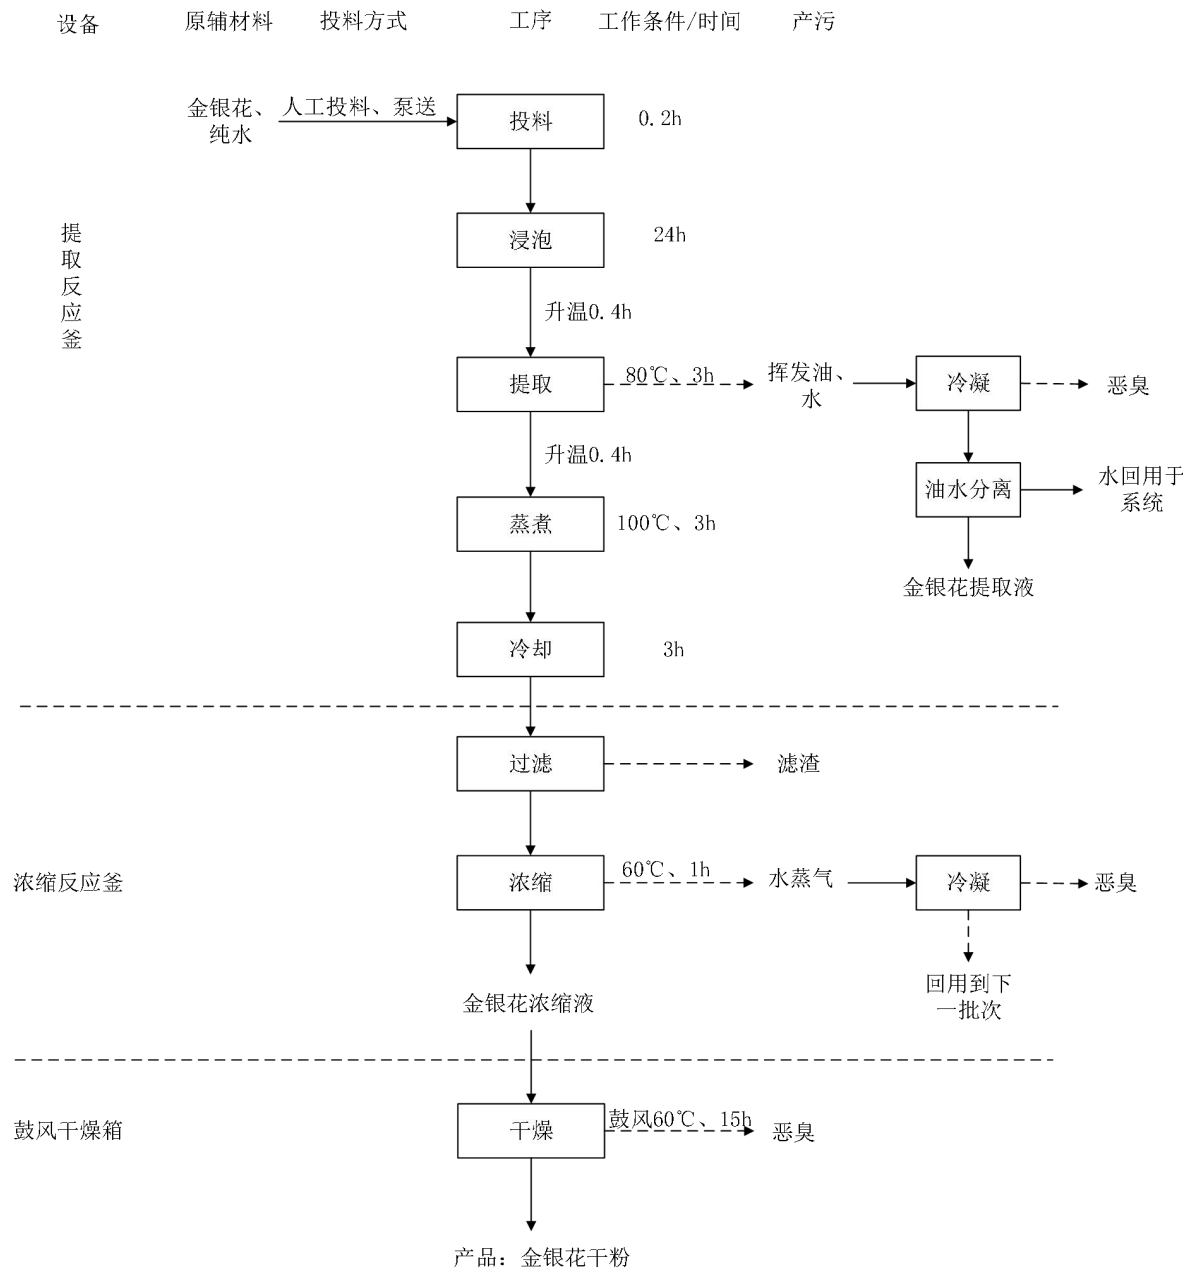 设备 原辅材料 投料方式 工序 工作条件/时间 产污
金银花、
纯水
人工投料、泵送
投料
0.2h
提
取
反
应
釜
浸泡
24h
升温0.4h
提取
80℃、3h
挥发油、
水
冷凝
恶臭
升温0.4h
油水分离
水回用于
系统
蒸煮
100℃、3h
金银花提取液
冷却
3h
过滤
滤渣
浓缩反应釜
浓缩
60℃、1h
水蒸气
冷凝
恶臭
金银花浓缩液
回用到下
一批次
鼓风干燥箱
干燥
鼓风60℃、15h
恶臭
产品：金银花干粉